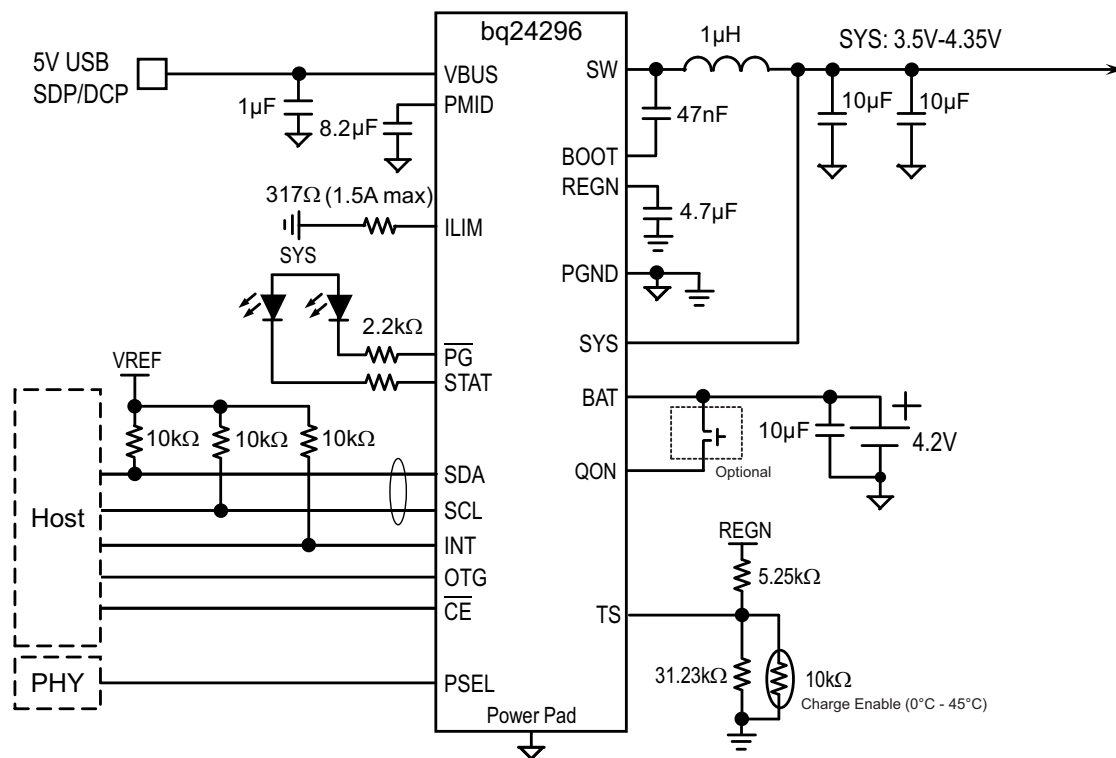 bq24296
5V USB
SDP/DCP
1µF
8.2µF
VBUS
PMID
317Ω (1.5A max)
ILIM
SYS
2.2kΩ
PG
STAT
VREF
10kΩ
10kΩ
10kΩ
Host
SDA
SCL
INT
OTG
CE
PHY
PSEL
Power Pad
SW
1µH
SYS: 3.5V-4.35V
47nF
10µF
10µF
BOOT
REGN
4.7µF
PGND
SYS
BAT
10µF
+
4.2V
QON
Optional
REGN
5.25kΩ
TS
31.23kΩ
10kΩ
Charge Enable (0°C - 45°C)